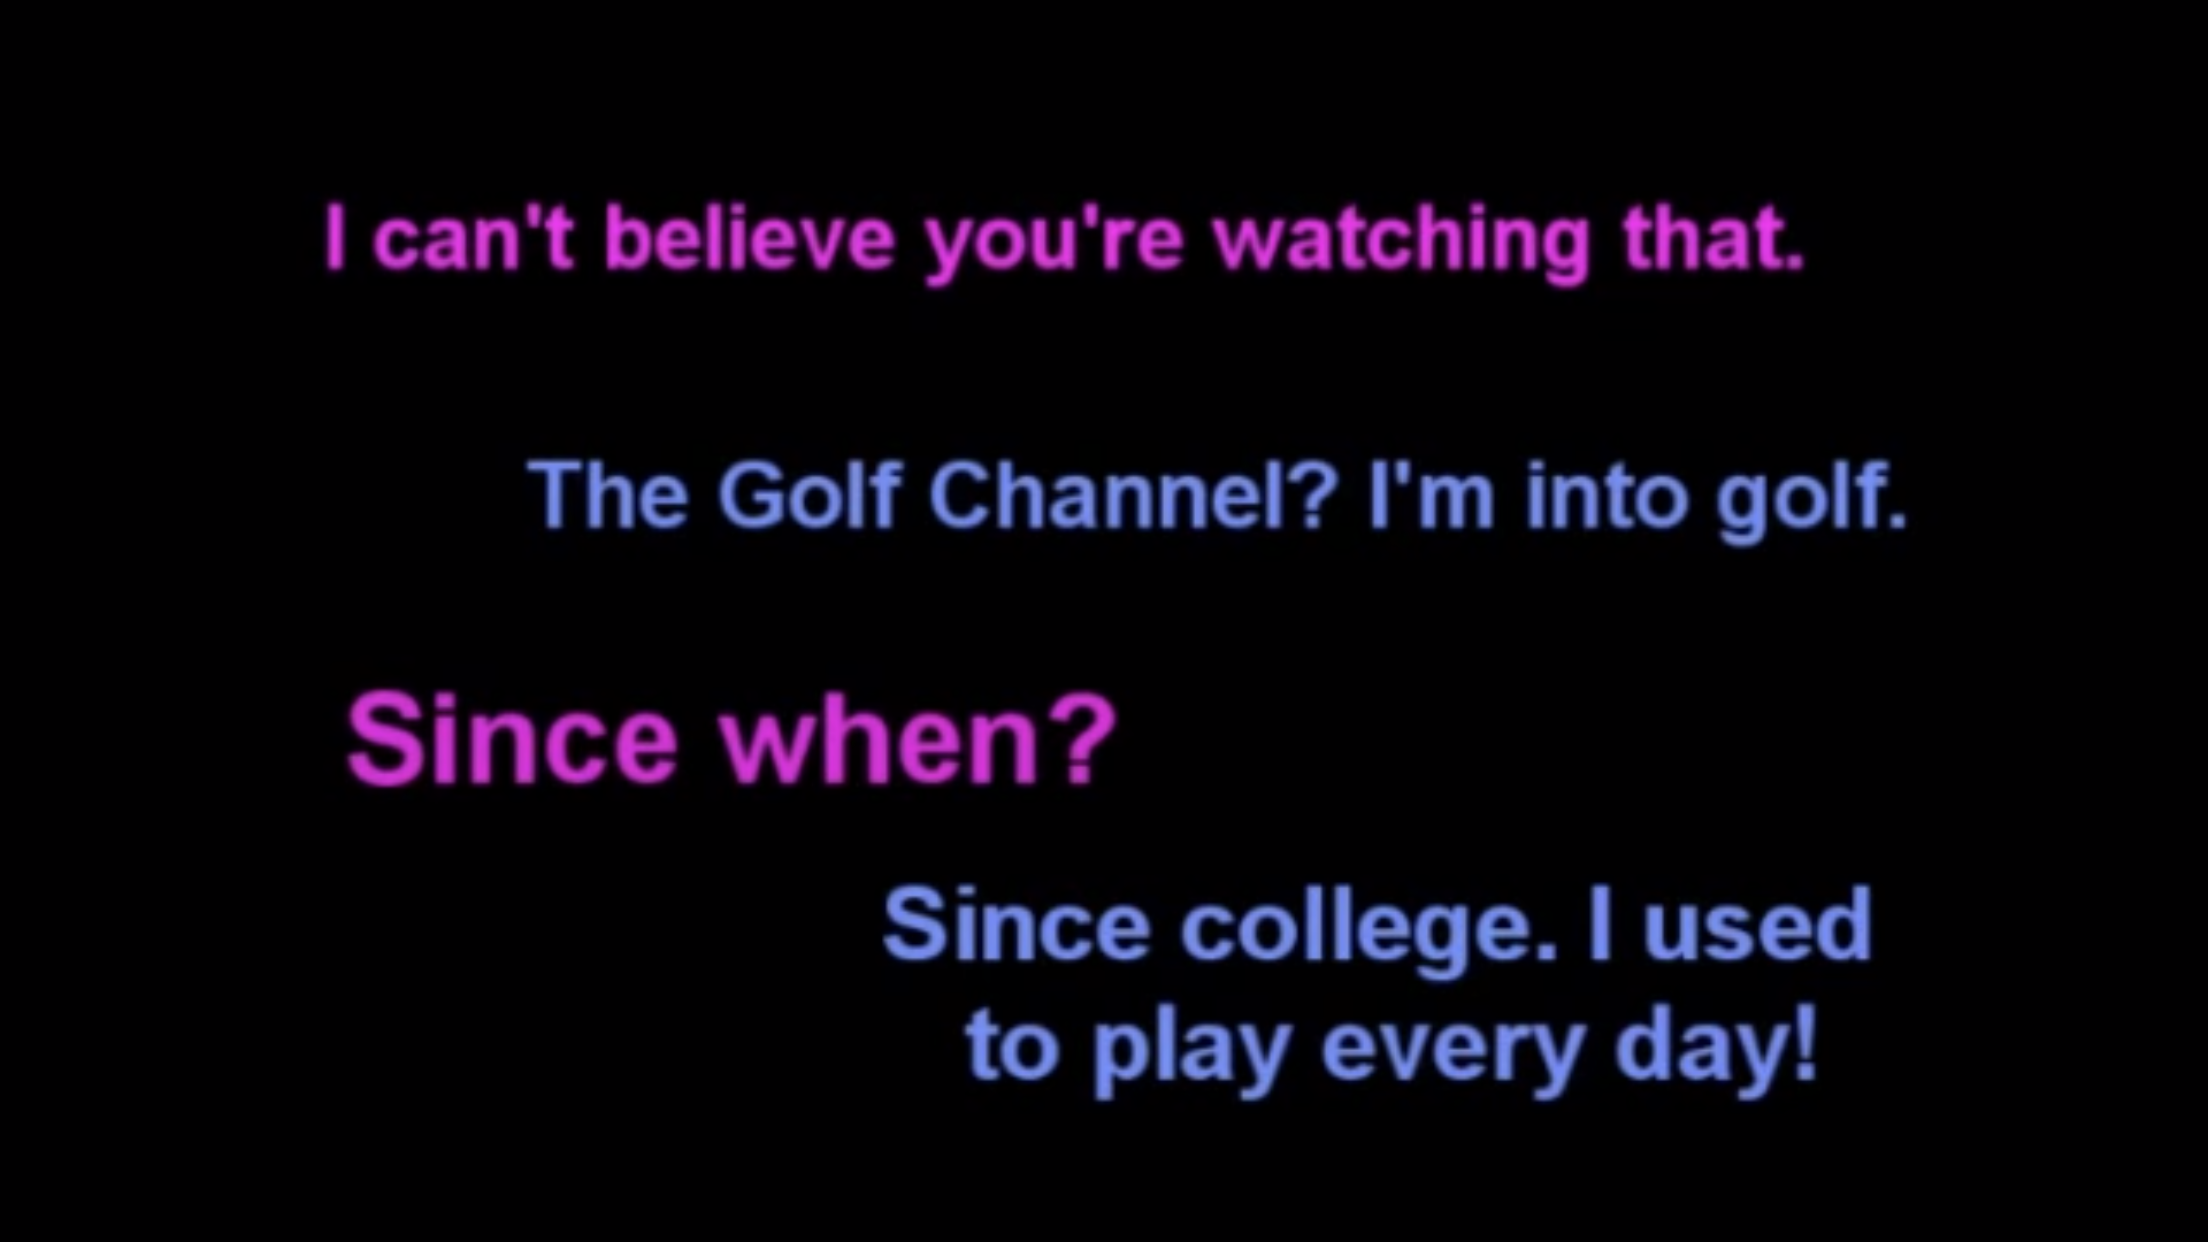 I can't believe you're watching that.
The Golf Channel? I'm into golf.
Since when?
Since college. I used
to play every day!